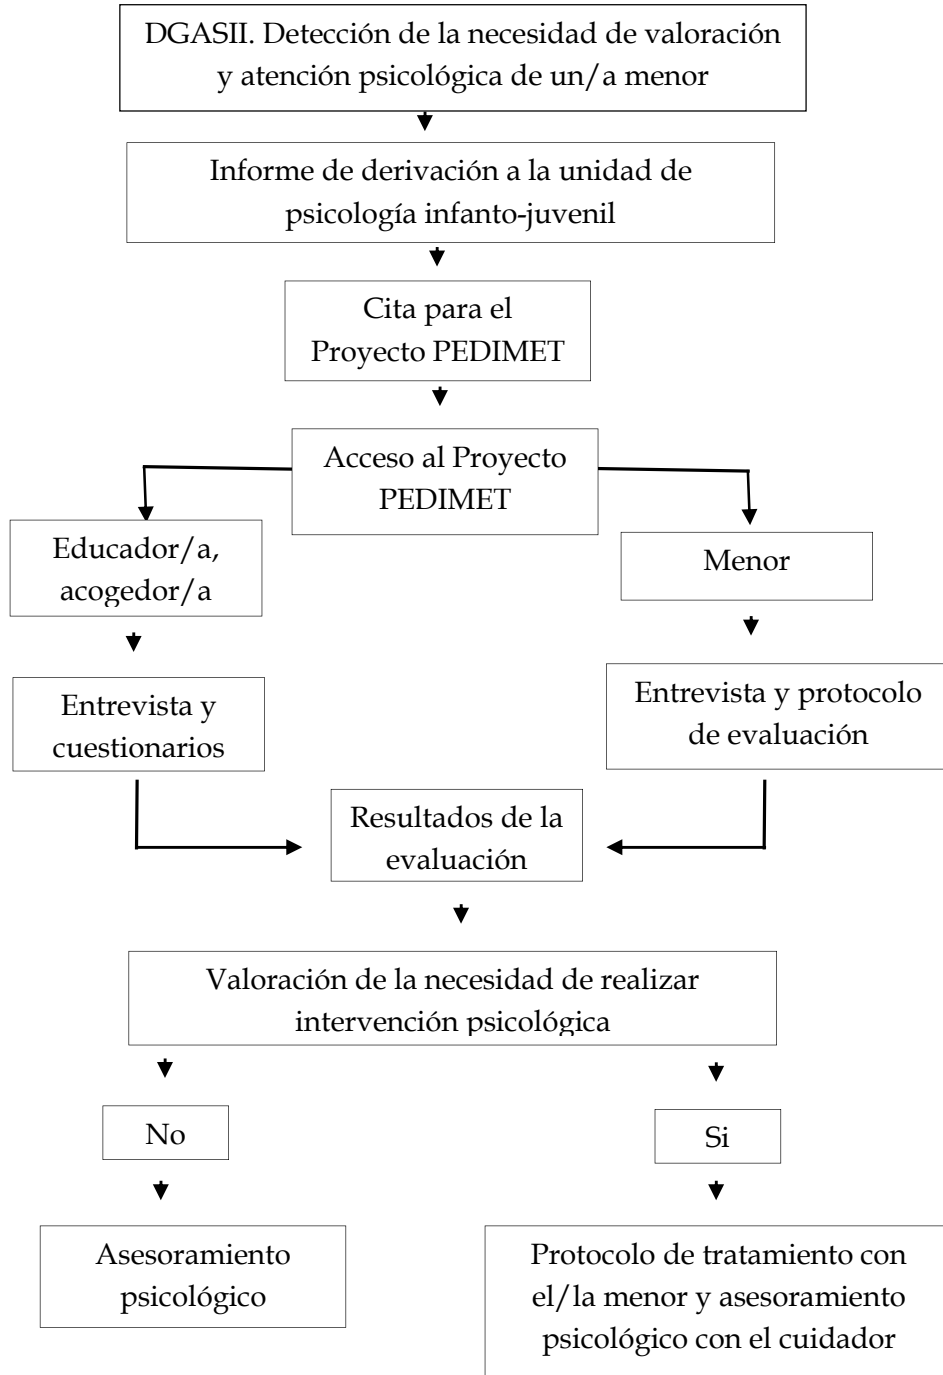 DGASII. Detección de la necesidad de valoración
y atención psicológica de un/a menor
Informe de derivación a la unidad de
psicología infanto-juvenil
Cita para el
Proyecto PEDIMET
Acceso al Proyecto
PEDIMET
Educador/a,
acogedor/a
Menor
Entrevista y
cuestionarios
Entrevista y protocolo
de evaluación
Resultados de la
evaluación
Valoración de la necesidad de realizar
intervención psicológica
No
Si
Asesoramiento
psicológico
Protocolo de tratamiento con
el/la menor y asesoramiento
psicológico con el cuidador